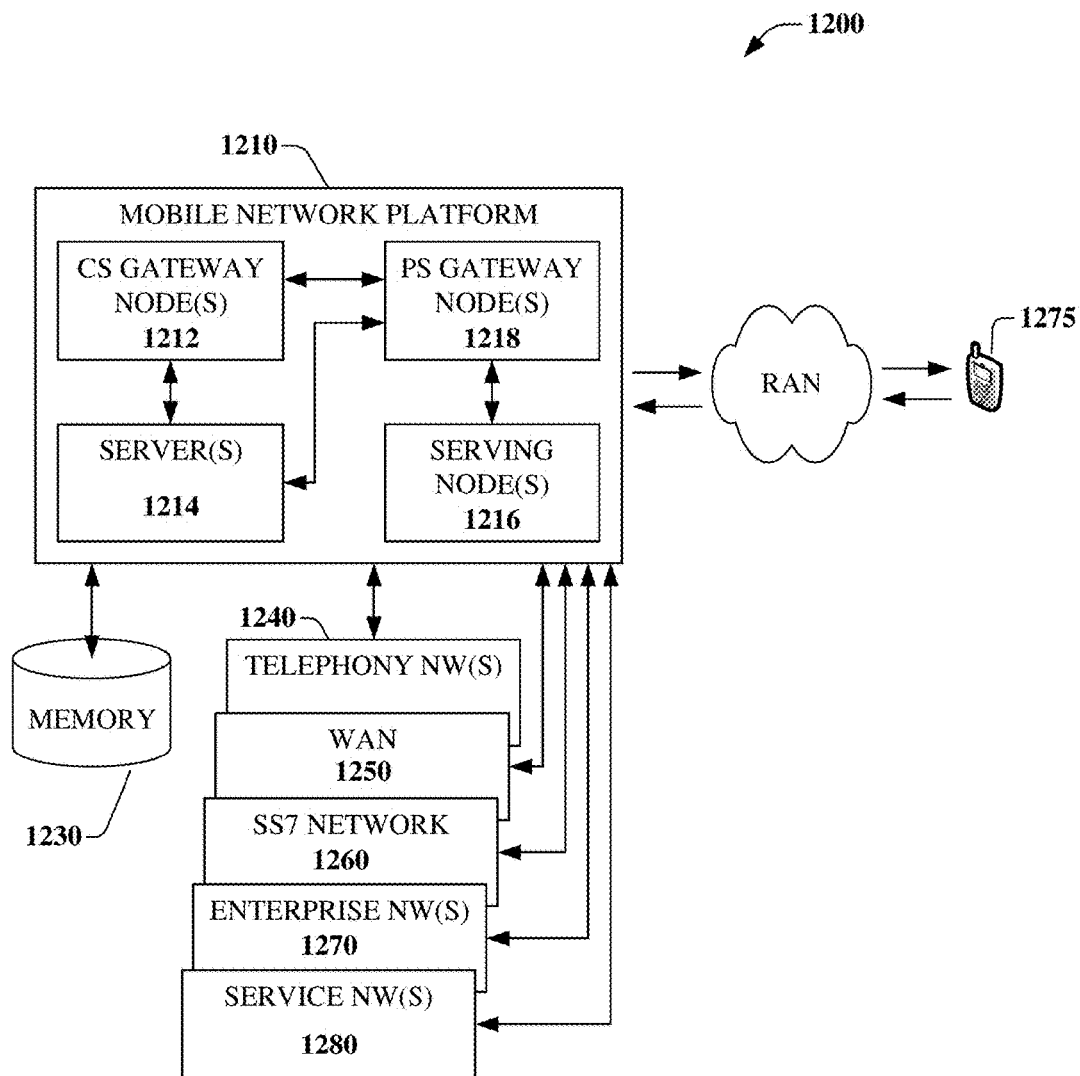 1200
1210
MOBILE NETWORK PLATFORM
CS GATEWAY
NODE(S)
1212
PS GATEWAY
NODE(S)
1218
SERVER(S)
1214
SERVING
NODE(S)
1216
RAN
1275
1240
TELEPHONY NW(S)
MEMORY
1230
WAN
1250
SS7 NETWORK
1260
ENTERPRISE NW(S)
1270
SERVICE NW(S)
1280